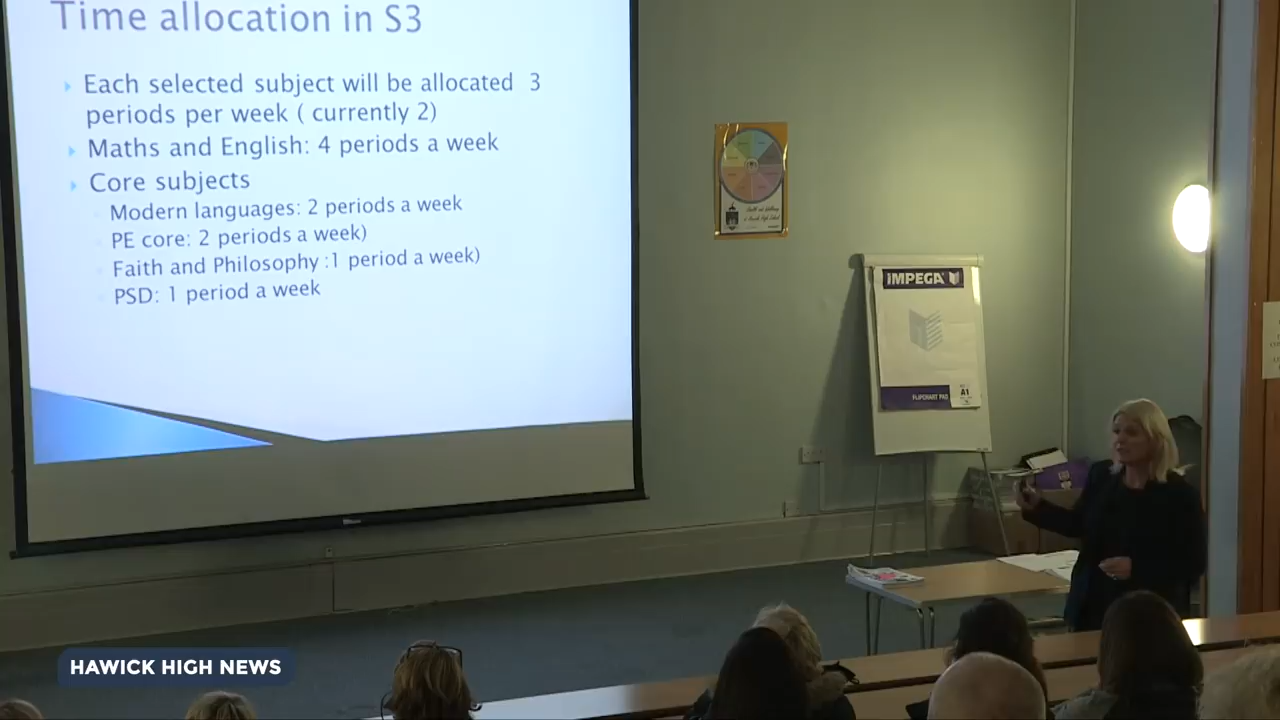 Time allocation in S3
Each selected subject will be allocated 3
periods per week ( currently 2)
Maths and English: 4 periods a week
Core subjects
Modern languages: 2 periods a week
PE core: 2 periods a week)
Faith and Philosophy :1 period a week)
PSD: 1 period a week
IMPEGA
FLIPCHART PAD
A1
HAWICK HIGH NEWS